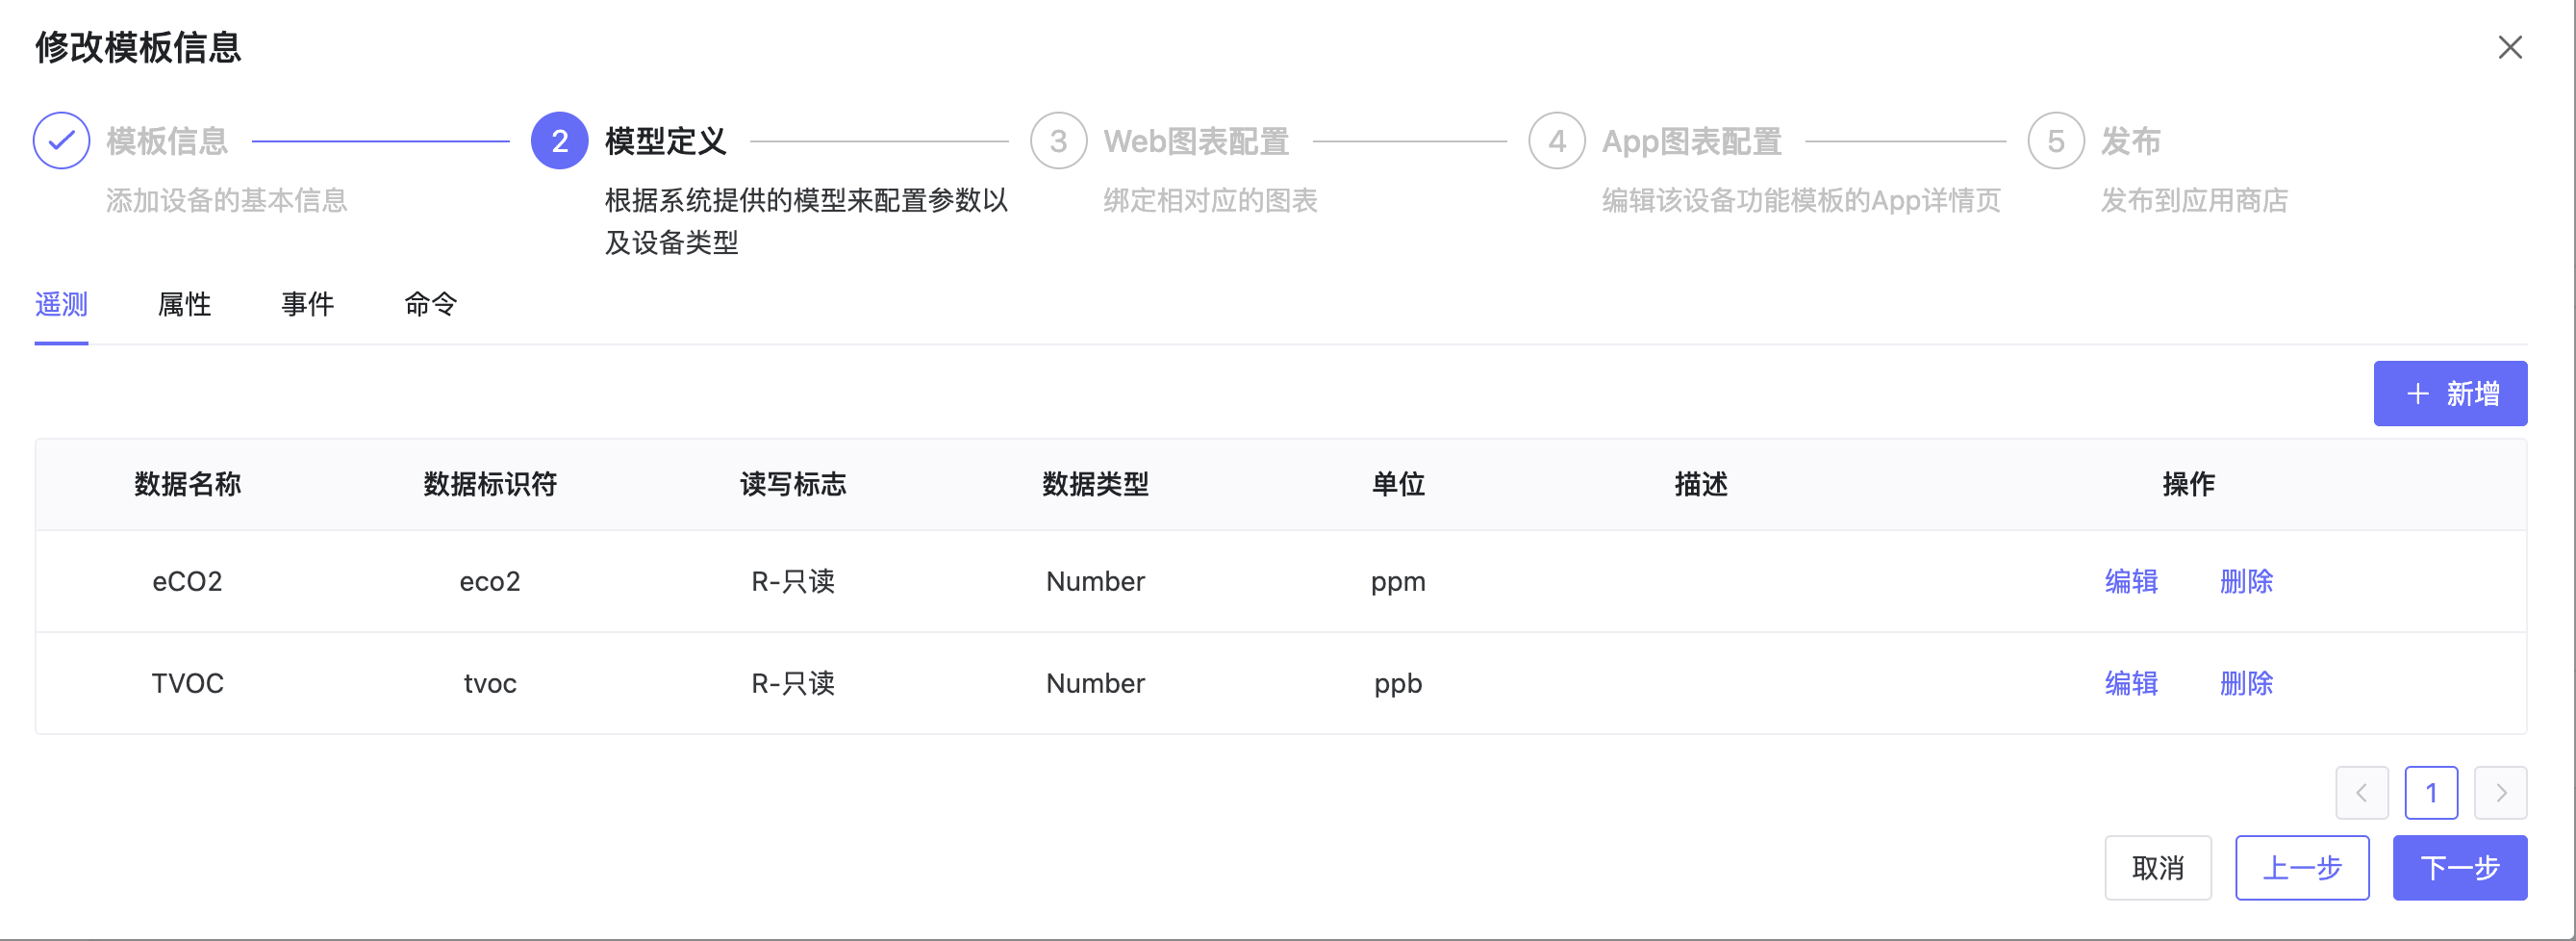 修改模板信息
模板信息
2 模型定义
3 Web图表配置
4 App图表配置
5 发布
添加设备的基本信息
根据系统提供的模型来配置参数以
及设备类型
绑定相对应的图表
编辑该设备功能模板的App详情页
发布到应用商店
遥测 属性 事件 命令
+ 新增
数据名称 数据标识符 读写标志 数据类型 单位 描述 操作
eCO2 eco2 R-只读 Number ppm 编辑 删除
TVOC tvoc R-只读 Number ppb 编辑 删除
1
取消 上一步 下一步